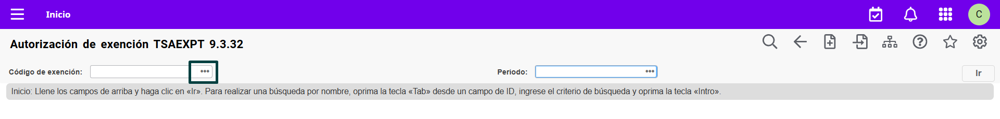 Inicio
C
Autorización de exención TSAEXPT 9.3.32
Código de exención:
Periodo:
Ir
Inicio: Llene los campos de arriba y haga clic en «Ir». Para realizar una búsqueda por nombre, oprima la tecla «Tab» desde un campo de ID, ingrese el criterio de búsqueda y oprima la tecla «Intro».